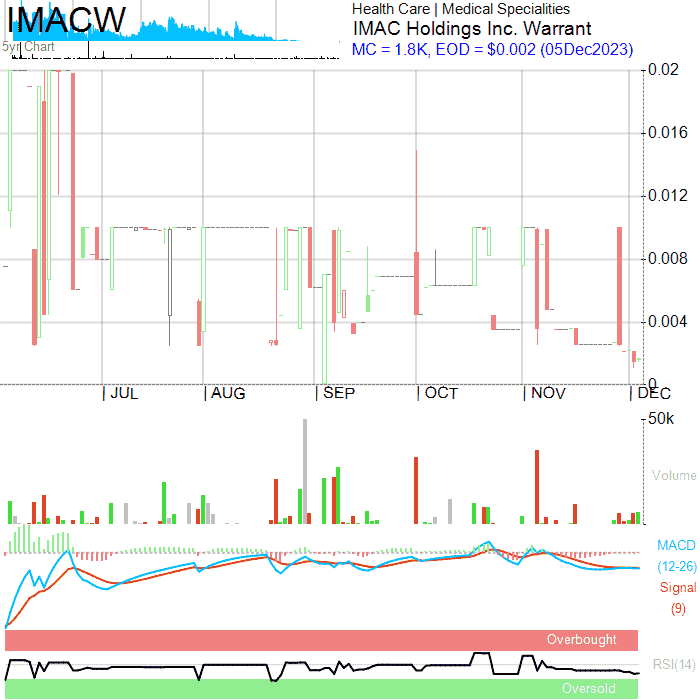 IMACW
5yr Chart
Health Care | Medical Specialities
IMAC Holdings Inc. Warrant
MC = 1.8K, EOD = $0.002 (05Dec2023)
0.02
0.016
0.012
0.008
0.004
0
| JUL | AUG | SEP | OCT | NOV | DEC
50k
Volume
MACD
(12-26)
Signal
(9)
Overbought
RSI(14)
Oversold